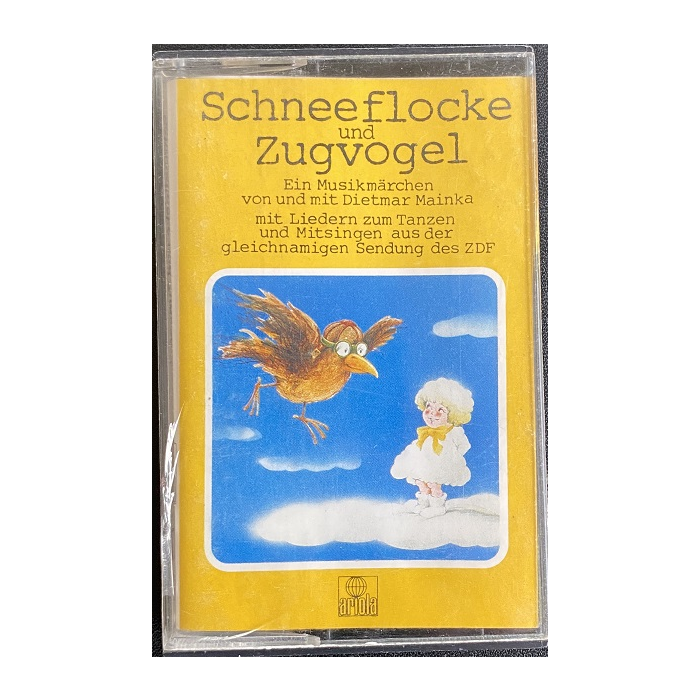 Schneeflocke
und
Zugvogel
Ein Musikmärchen
von und mit Dietmar Mainka
mit Liedern zum Tanzen
und Mitsingen aus der
gleichnamigen Sendung des ZDF
ariola